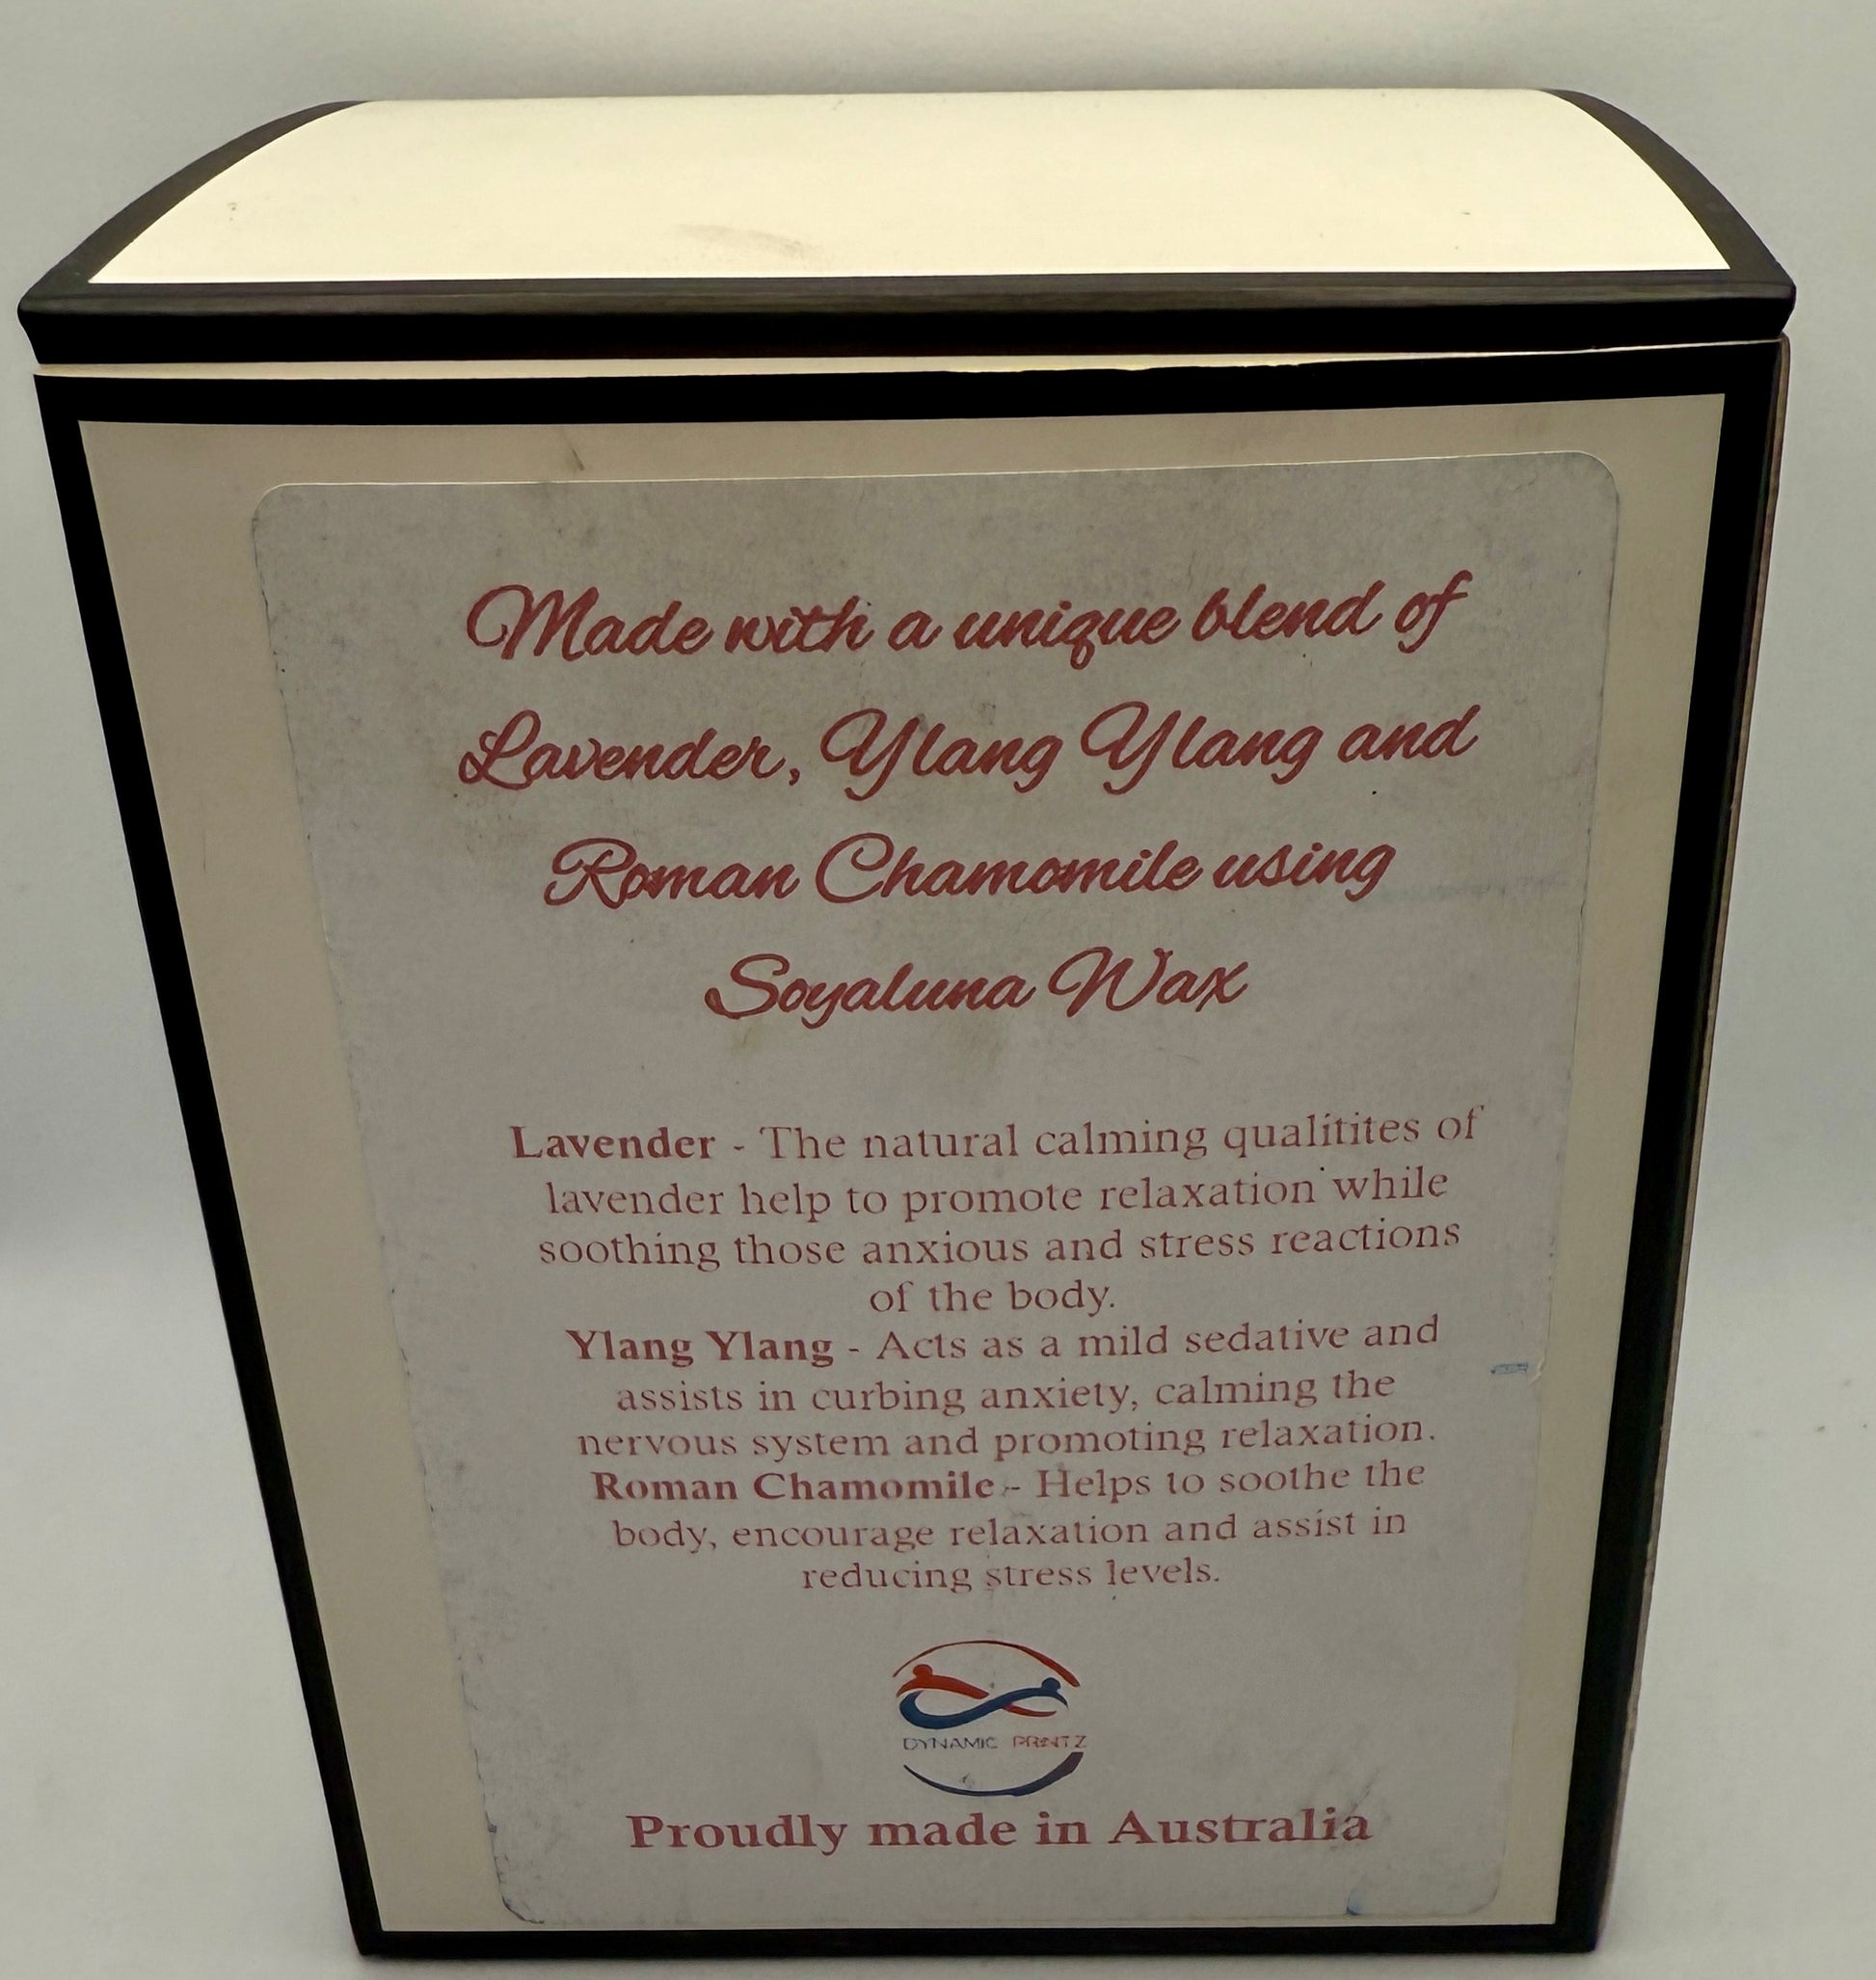 Made with a unique blend of
Lavender, Ylang Ylang and
Roman Chamomile using
Soyaluna Wax
Lavender - The natural calming qualitites of
lavender help to promote relaxation while
soothing those anxious and stress reactions
of the body.
Ylang Ylang - Acts as a mild sedative and
assists in curbing anxiety, calming the
nervous system and promoting relaxation.
Roman Chamomile - Helps to soothe the
body, encourage relaxation and assist in
reducing stress levels.
DYNAMIC PRINTZ
Proudly made in Australia